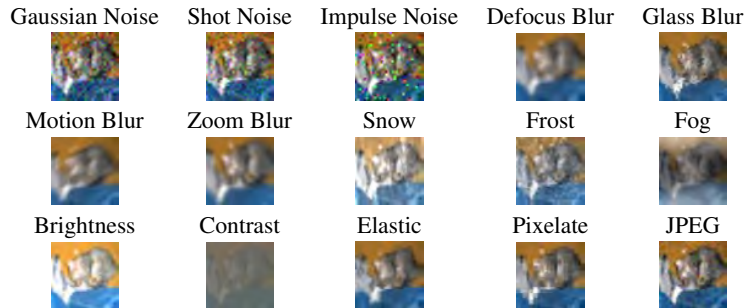 Gaussian Noise Shot Noise Impulse Noise Defocus Blur Glass Blur
Motion Blur Zoom Blur Snow Frost Fog
Brightness Contrast Elastic Pixelate JPEG